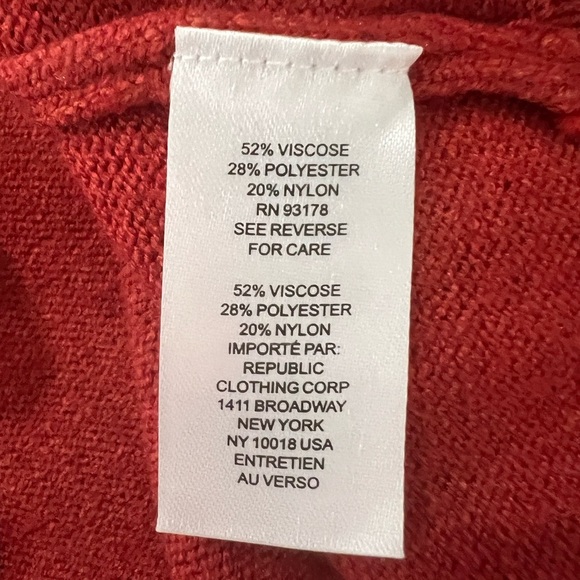 52% VISCOSE
28% POLYESTER
20% NYLON
RN 93178
SEE REVERSE
FOR CARE
52% VISCOSE
28% POLYESTER
20% NYLON
IMPORTÉ PAR:
REPUBLIC
CLOTHING CORP
1411 BROADWAY
NEW YORK
NY 10018 USA
ENTRETIEN
AU VERSO